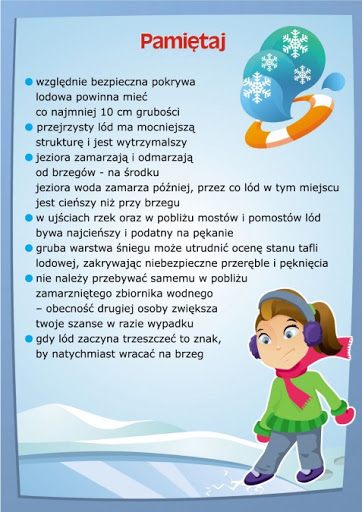 Pamiętaj
względnie bezpieczna pokrywa
lodowa powinna mieć
co najmniej 10 cm grubości
przejrzysty lód ma mocniejszą
strukturę i jest wytrzymalszy
jeziora zamarzają i odmarzają
od brzegów - na środku
jeziora woda zamarza później, przez co lód w tym miejscu
jest cieńszy niż przy brzegu
w ujściach rzek oraz w pobliżu mostów i pomostów lód
bywa najcieńszy i podatny na pękanie
gruba warstwa śniegu może utrudnić ocenę stanu tafli
lodowej, zakrywając niebezpieczne przeręble i pęknięcia
nie należy przebywać samemu w pobliżu
zamarzniętego zbiornika wodnego
– obecność drugiej osoby zwiększa
twoje szanse w razie wypadku
gdy lód zaczyna trzeszczeć to znak,
by natychmiast wracać na brzeg